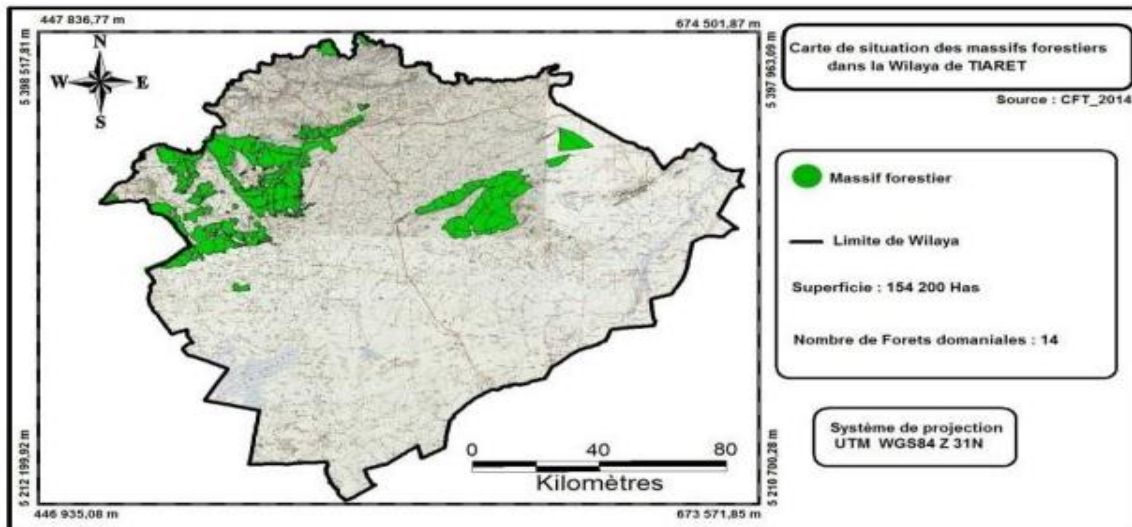 447 836,77 m
674 501,87 m
5 398 517,81 m
5 397 963,09 m
N
W
E
S
Carte de situation des massifs forestiers
dans la Wilaya de TIARET
Source : CFT_2014
Massif forestier
Limite de Wilaya
Superficie : 154 200 Has
Nombre de Forets domaniales : 14
Système de projection
UTM WGS84 Z 31N
0 40 80
Kilomètres
5 212 199,92 m
5 210 700,28 m
446 935,08 m
673 571,85 m